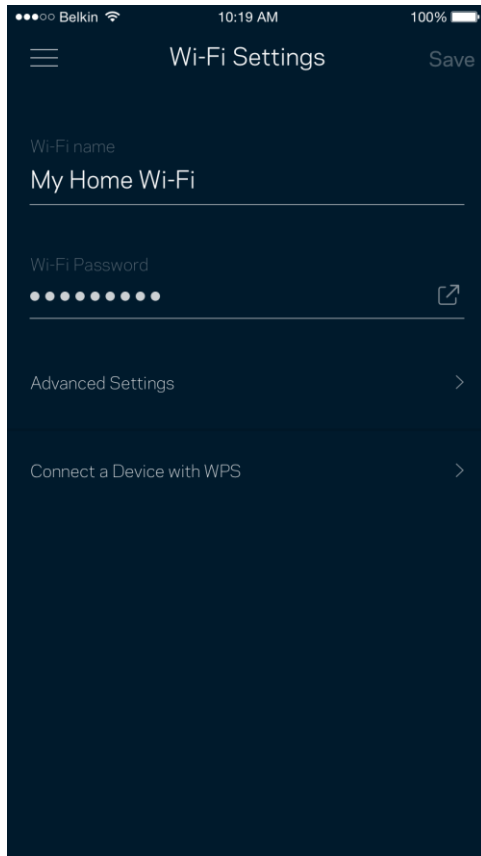 Belkin 10:19 AM 100%
Wi-Fi Settings Save
Wi-Fi name
My Home Wi-Fi
Wi-Fi Password
●●●●●●●●●
Advanced Settings
Connect a Device with WPS